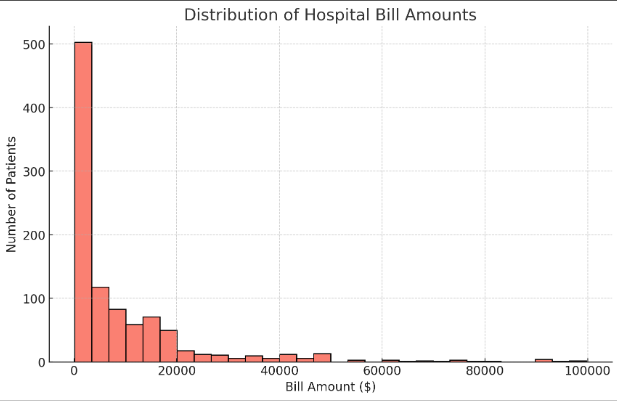 Distribution of Hospital Bill Amounts
Number of Patients
500
400
300
200
100
0
0 20000 40000 60000 80000 100000
Bill Amount ($)